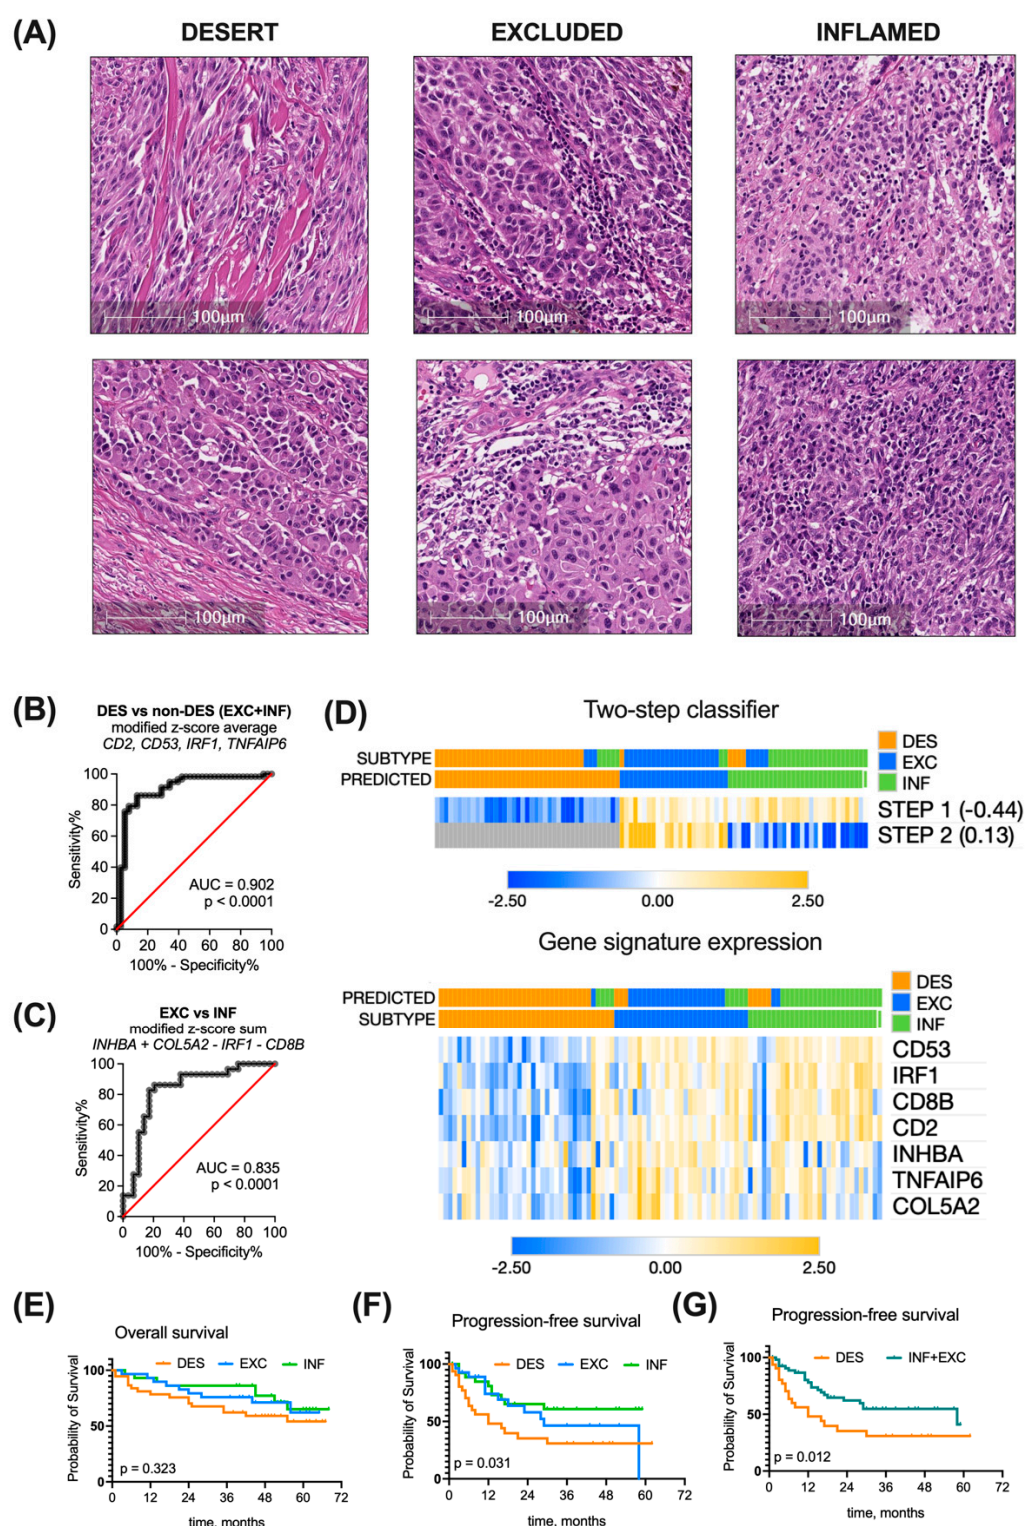 (A)
DESERT
EXCLUDED
INFLAMED
100µm
100µm
100µm
100µm
100µm
100µm
(B)
DES vs non-DES (EXC+INF)
modified z-score average
CD2, CD53, IRF1, TNFAIP6
100
80
60
40
20
0
Sensitivity%
AUC = 0.902
p < 0.0001
0 20 40 60 80 100
100% - Specificity%
(C)
EXC vs INF
modified z-score sum
INHBA + COL5A2 - IRF1 - CD8B
100
80
60
40
20
0
Sensitivity%
AUC = 0.835
p < 0.0001
0 20 40 60 80 100
100% - Specificity%
(D)
Two-step classifier
SUBTYPE
PREDICTED
DES
EXC
INF
STEP 1 (-0.44)
STEP 2 (0.13)
-2.50 0.00 2.50
Gene signature expression
PREDICTED
SUBTYPE
DES
EXC
INF
CD53
IRF1
CD8B
CD2
INHBA
TNFAIP6
COL5A2
-2.50 0.00 2.50
(E)
Overall survival
DES EXC INF
Probability of Survival
100
50
0
p = 0.323
0 12 24 36 48 60 72
time, months
(F)
Progression-free survival
DES EXC INF
Probability of Survival
100
50
0
p = 0.031
0 12 24 36 48 60 72
time, months
(G)
Progression-free survival
DES INF+EXC
Probability of Survival
100
50
0
p = 0.012
0 12 24 36 48 60 72
time, months